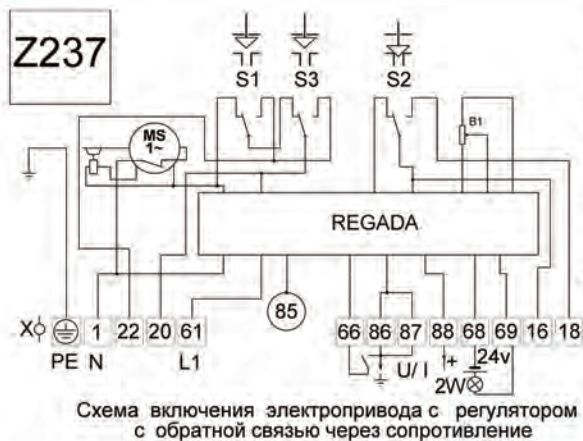 Z237
S1 S3 S2
MS
1~
B1
REGADA
85
X 1 22 20 61 66 86 87 88 68 69 16 18
PE N L1 U/ I + 24v
2W
Схема включения электропривода с регулятором
с обратной связью через сопротивление